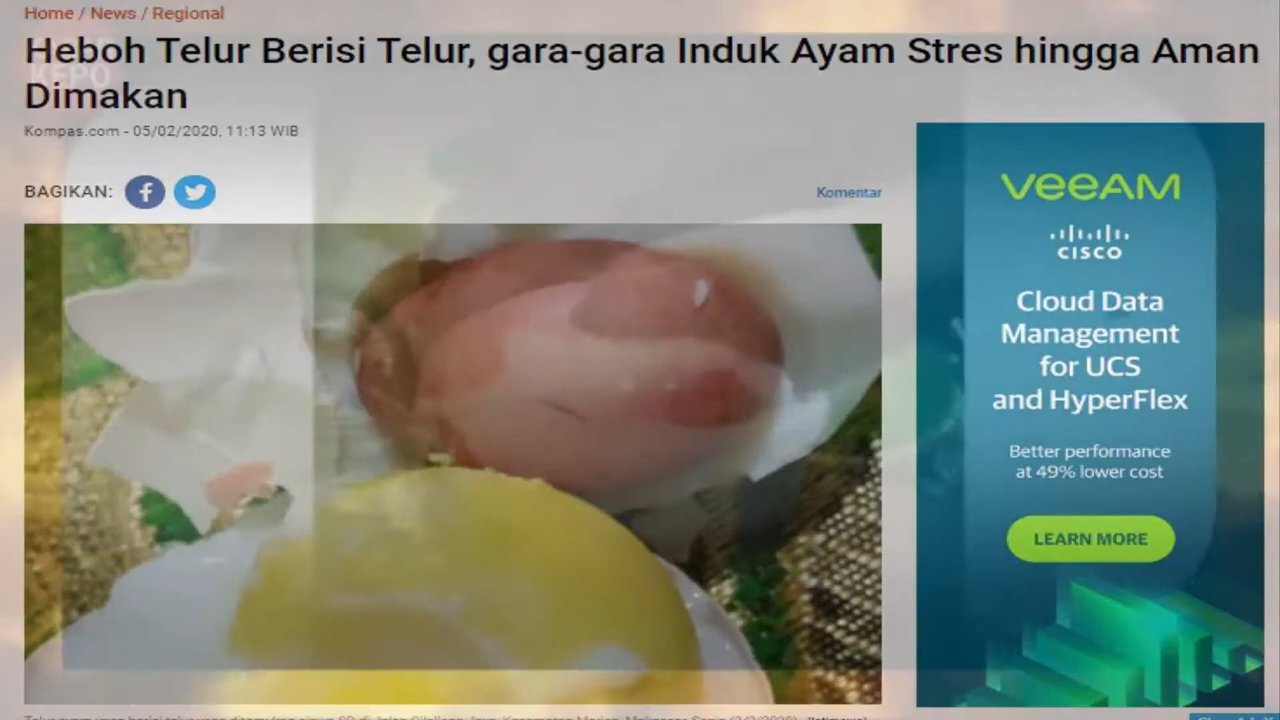 Home / News / Regional
Heboh Telur Berisi Telur, gara-gara Induk Ayam Stres hingga Aman
Dimakan
KEPO
Kompas.com - 05/02/2020, 11:13 WIB
BAGIKAN:
Komentar
veeAM
CISCO
Cloud Data
Management
for UCS
and HyperFlex
Better performance
at 49% lower cost
LEARN MORE